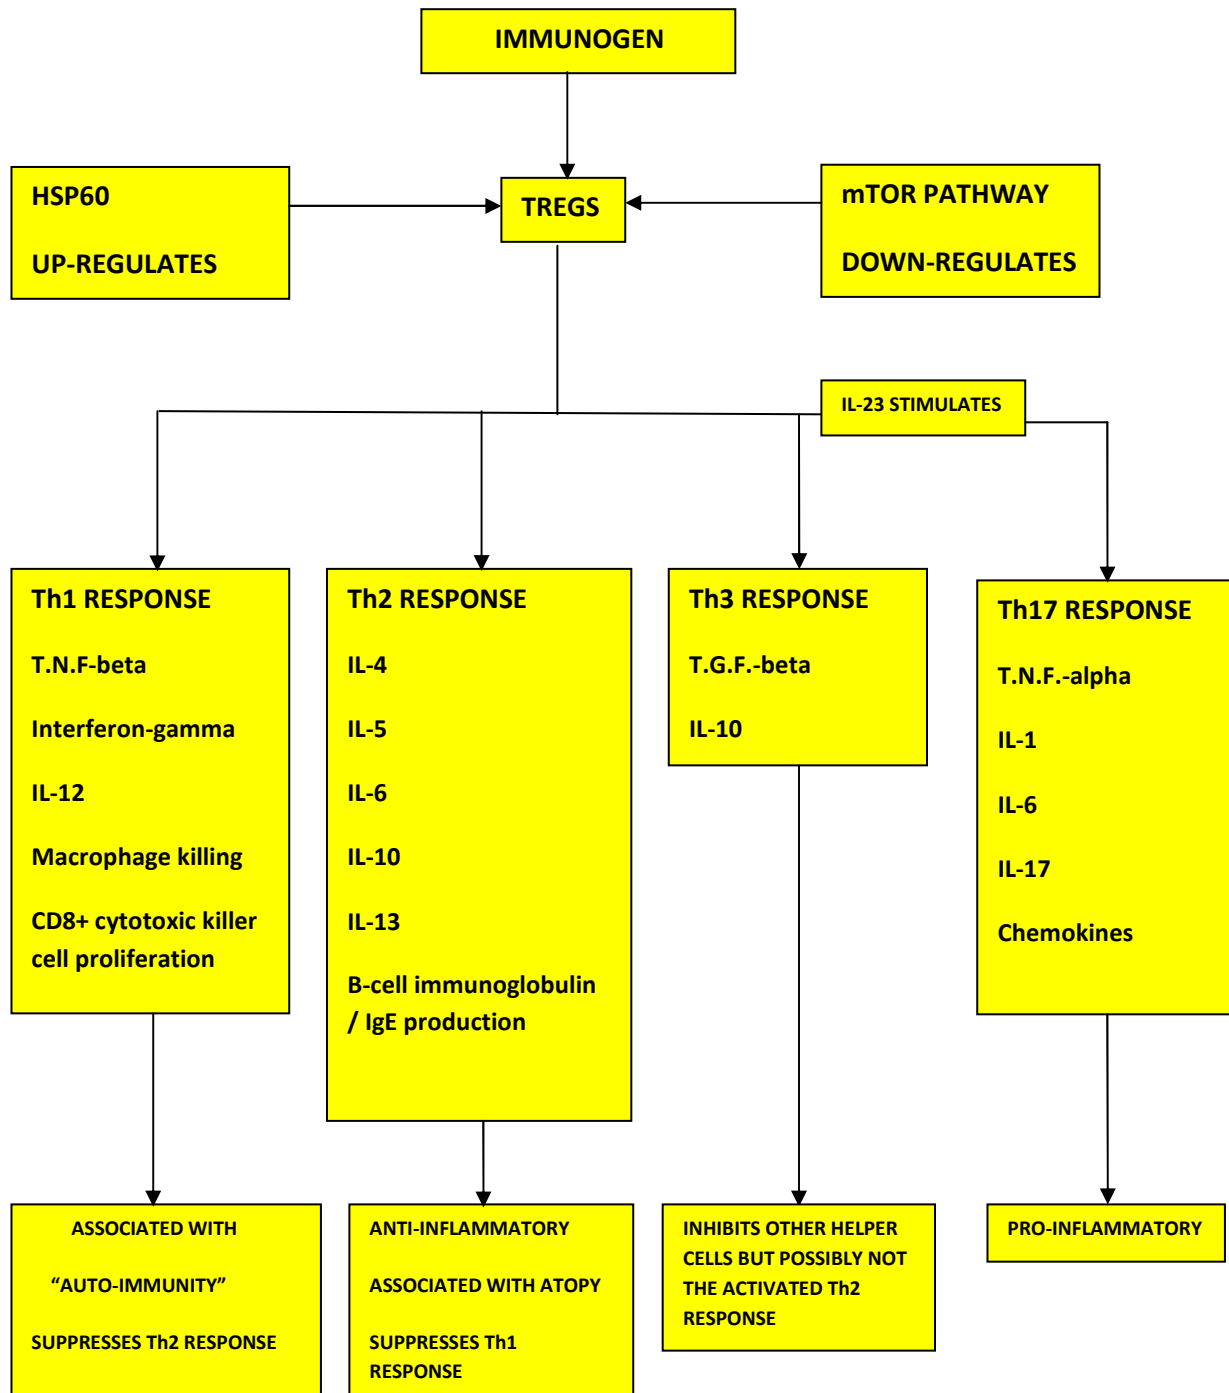 IMMUNOGEN
HSP60
UP-REGULATES
TREGS
mTOR PATHWAY
DOWN-REGULATES
IL-23 STIMULATES
Th1 RESPONSE
T.N.F-beta
Interferon-gamma
IL-12
Macrophage killing
CD8+ cytotoxic killer
cell proliferation
Th2 RESPONSE
IL-4
IL-5
IL-6
IL-10
IL-13
B-cell immunoglobulin
/ IgE production
Th3 RESPONSE
T.G.F.-beta
IL-10
Th17 RESPONSE
T.N.F.-alpha
IL-1
IL-6
IL-17
Chemokines
ASSOCIATED WITH
“AUTO-IMMUNITY”
SUPPRESSES Th2 RESPONSE
ANTI-INFLAMMATORY
ASSOCIATED WITH ATOPY
SUPPRESSES Th1
RESPONSE
INHIBITS OTHER HELPER
CELLS BUT POSSIBLY NOT
THE ACTIVATED Th2
RESPONSE
PRO-INFLAMMATORY